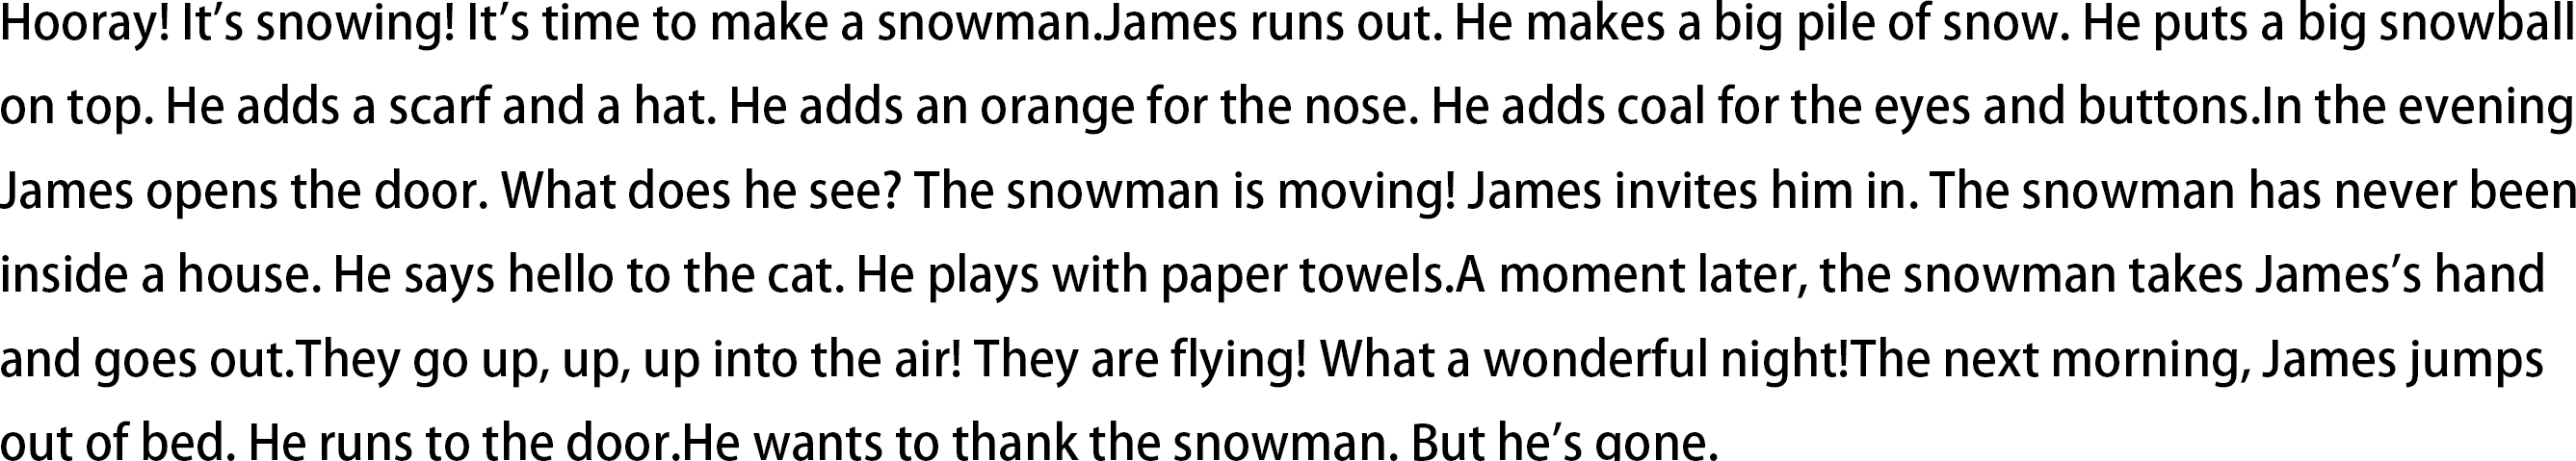 Hooray! It’s snowing! It’s time to make a snowman.James runs out. He makes a big pile of snow. He puts a big snowball
on top. He adds a scarf and a hat. He adds an orange for the nose. He adds coal for the eyes and buttons.In the evening
James opens the door. What does he see? The snowman is moving! James invites him in. The snowman has never been
inside a house. He says hello to the cat. He plays with paper towels.A moment later, the snowman takes James’s hand
and goes out.They go up, up, up into the air! They are flying! What a wonderful night!The next morning, James jumps
out of bed. He runs to the door.He wants to thank the snowman. But he’s gone.